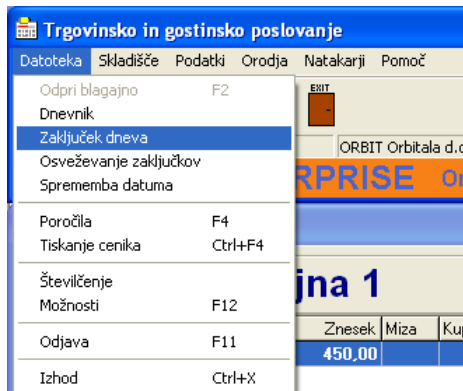 Trgovinsko in gostinsko poslovanje
Datoteka Skladišče Podatki Orodja Natakarji Pomoč
Odpri blagajno F2
EXIT
Dnevnik
Zaključek dneva
ORBIT Orbitala d.o
Osveževanje zaključkov
RPRISE Or
Sprememba datuma
Poročila F4
Tiskanje cenika Ctrl+F4
Številčenje
jna 1
Možnosti F12
Znesek Miza Kup
Odjava F11
450,00
Izhod Ctrl+X